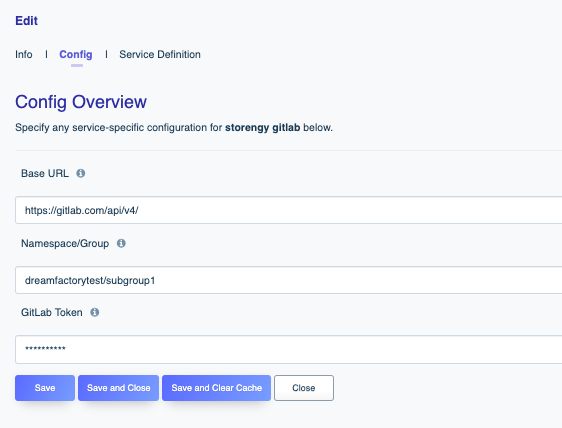 Edit
Info | Config | Service Definition
Config Overview
Specify any service-specific configuration for storengy gitlab below.
Base URL
https://gitlab.com/api/v4/
Namespace/Group
dreamfactorytest/subgroup1
GitLab Token
**********
Save Save and Close Save and Clear Cache Close